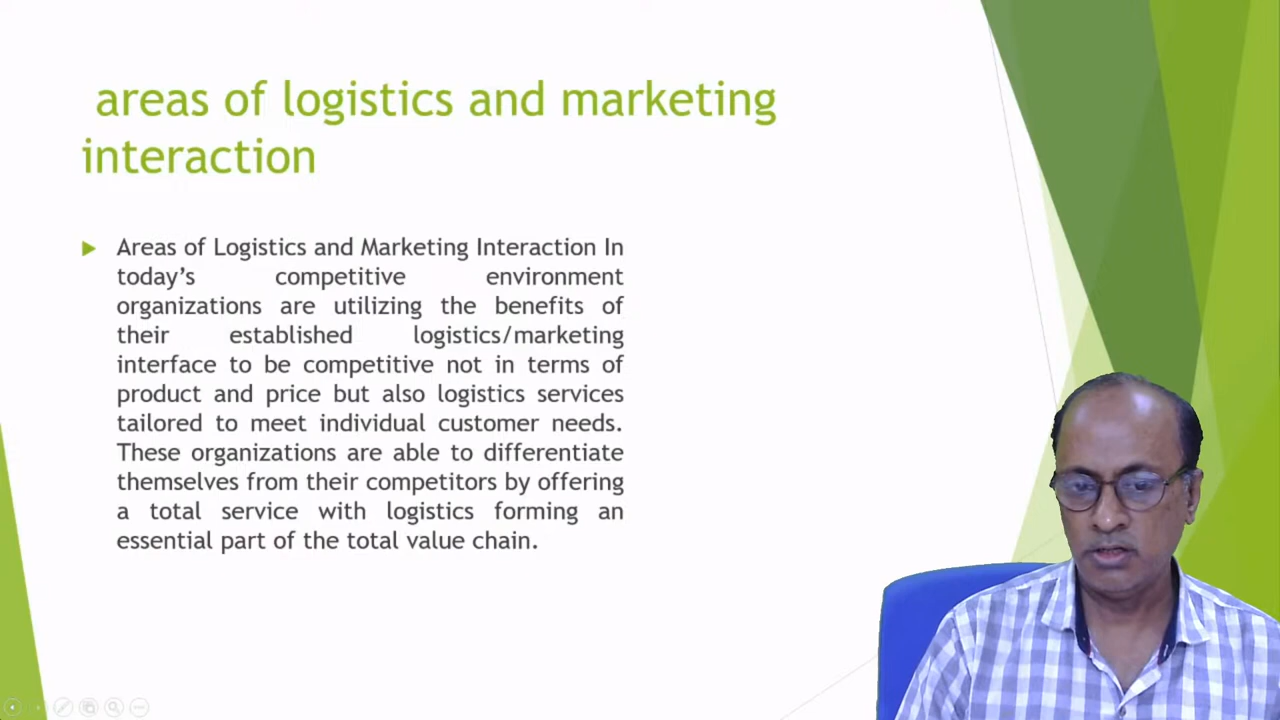 areas of logistics and marketing
interaction
Areas of Logistics and Marketing Interaction In
today’s competitive environment
organizations are utilizing the benefits of
their established logistics/marketing
interface to be competitive not in terms of
product and price but also logistics services
tailored to meet individual customer needs.
These organizations are able to differentiate
themselves from their competitors by offering
a total service with logistics forming an
essential part of the total value chain.